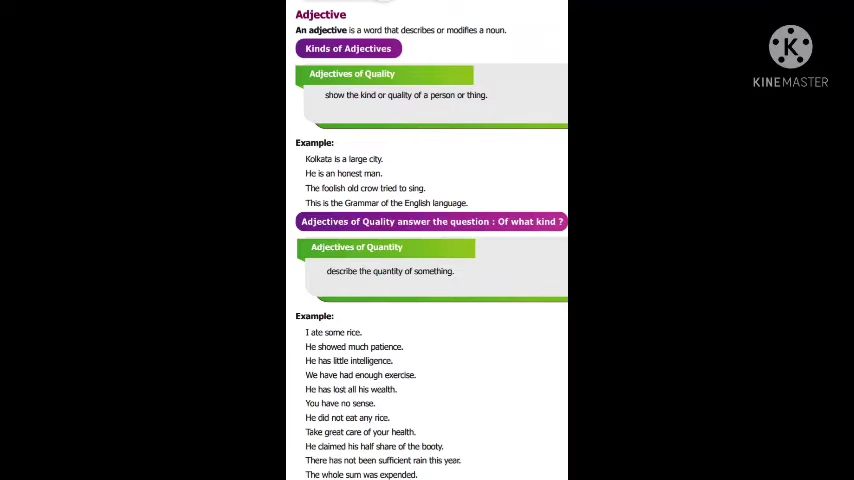 Adjective
An adjective is a word that describes or modifies a noun.
Kinds of Adjectives
Adjectives of Quality
show the kind or quality of a person or thing.
Example:
Kolkata is a large city.
He is an honest man.
The foolish old crow tried to sing.
This is the Grammar of the English language.
Adjectives of Quality answer the question : Of what kind ?
Adjectives of Quantity
describe the quantity of something.
Example:
I ate some rice.
He showed much patience.
He has little intelligence.
We have had enough exercise.
He has lost all his wealth.
You have no sense.
He did not eat any rice.
Take great care of your health.
He claimed his half share of the booty.
There has not been sufficient rain this year.
The whole sum was expended.
K
KINEMASTER